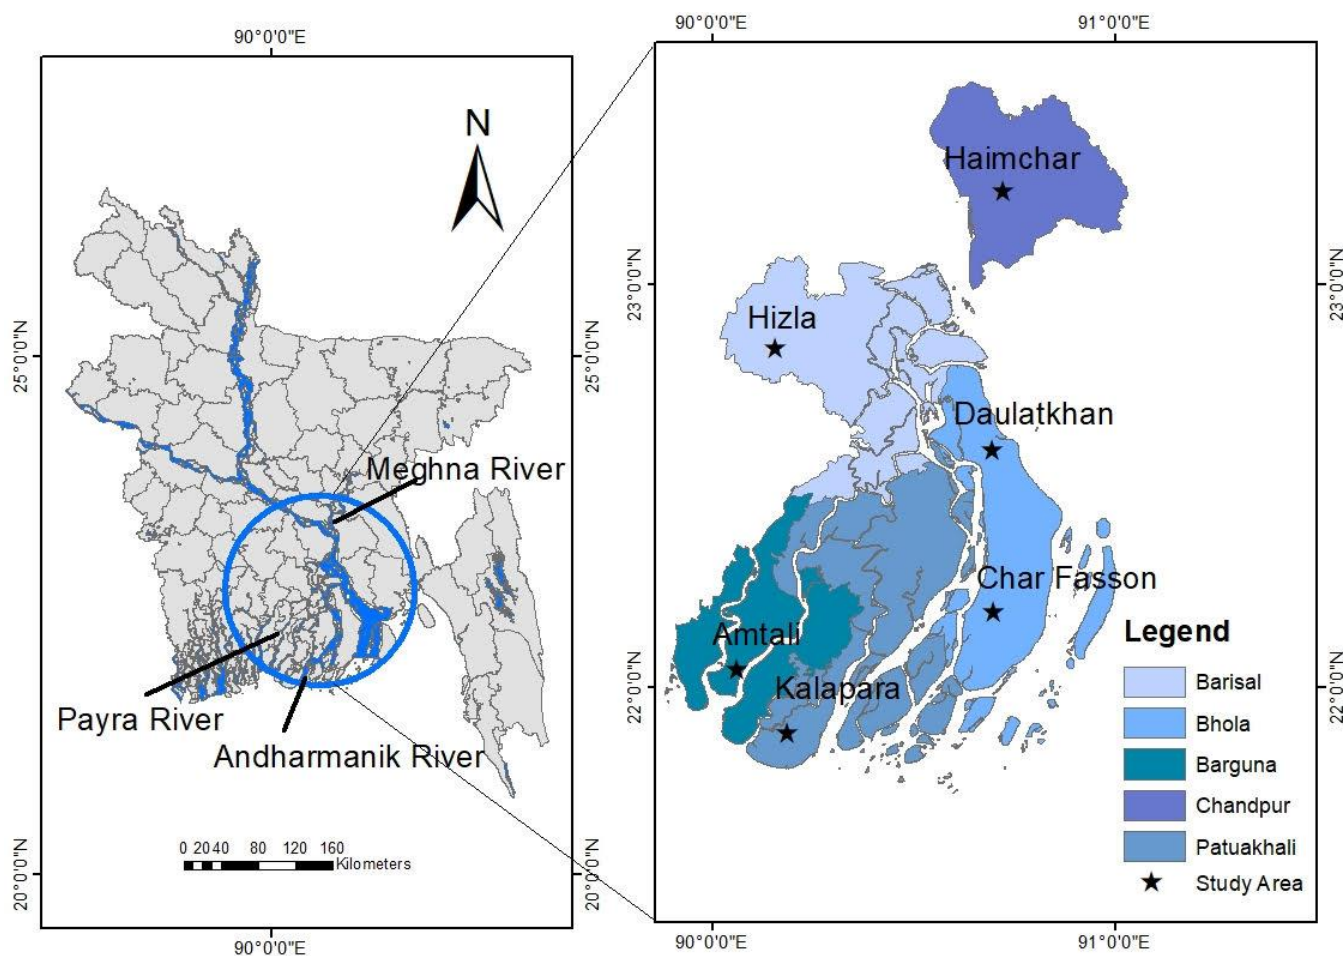 90°0'0"E
N
25°0'0"N
25°0'0"N
Meghna River
Payra River
Andharmanik River
0 20 40 80 120 160
Kilometers
20°0'0"N
20°0'0"N
90°0'0"E
90°0'0"E
91°0'0"E
Haimchar
23°0'0"N
23°0'0"N
Hizla
Daulatkhan
Char Fasson
Amtali
Kalapara
22°0'0"N
22°0'0"N
Legend
Barisal
Bhola
Barguna
Chandpur
Patuakhali
Study Area
90°0'0"E
91°0'0"E